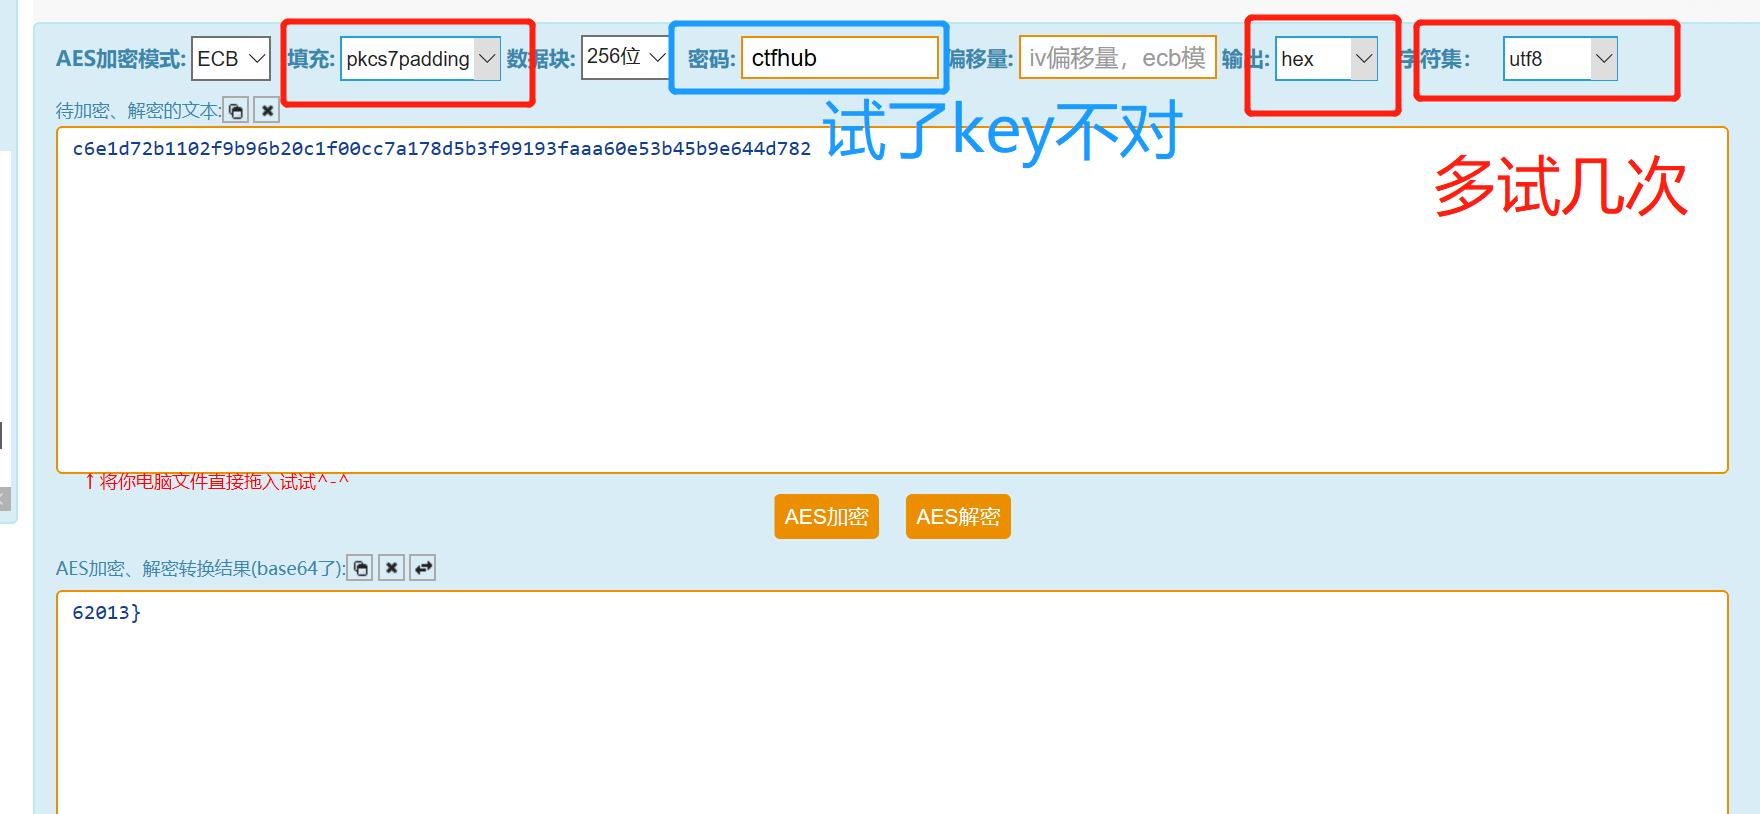 AES加密模式: ECB 填充: pkcs7padding 数据块: 256位 密码: ctfhub 偏移量: iv偏移量，ecb模 输出: hex 字符集: utf8
待加密、解密的文本:
试了key不对
c6e1d72b1102f9b96b20c1f00cc7a178d5b3f99193faaa60e53b45b9e644d782
多试几次
↑将你电脑文件直接拖入试试^-^
AES加密 AES解密
AES加密、解密转换结果(base64了):
62013}